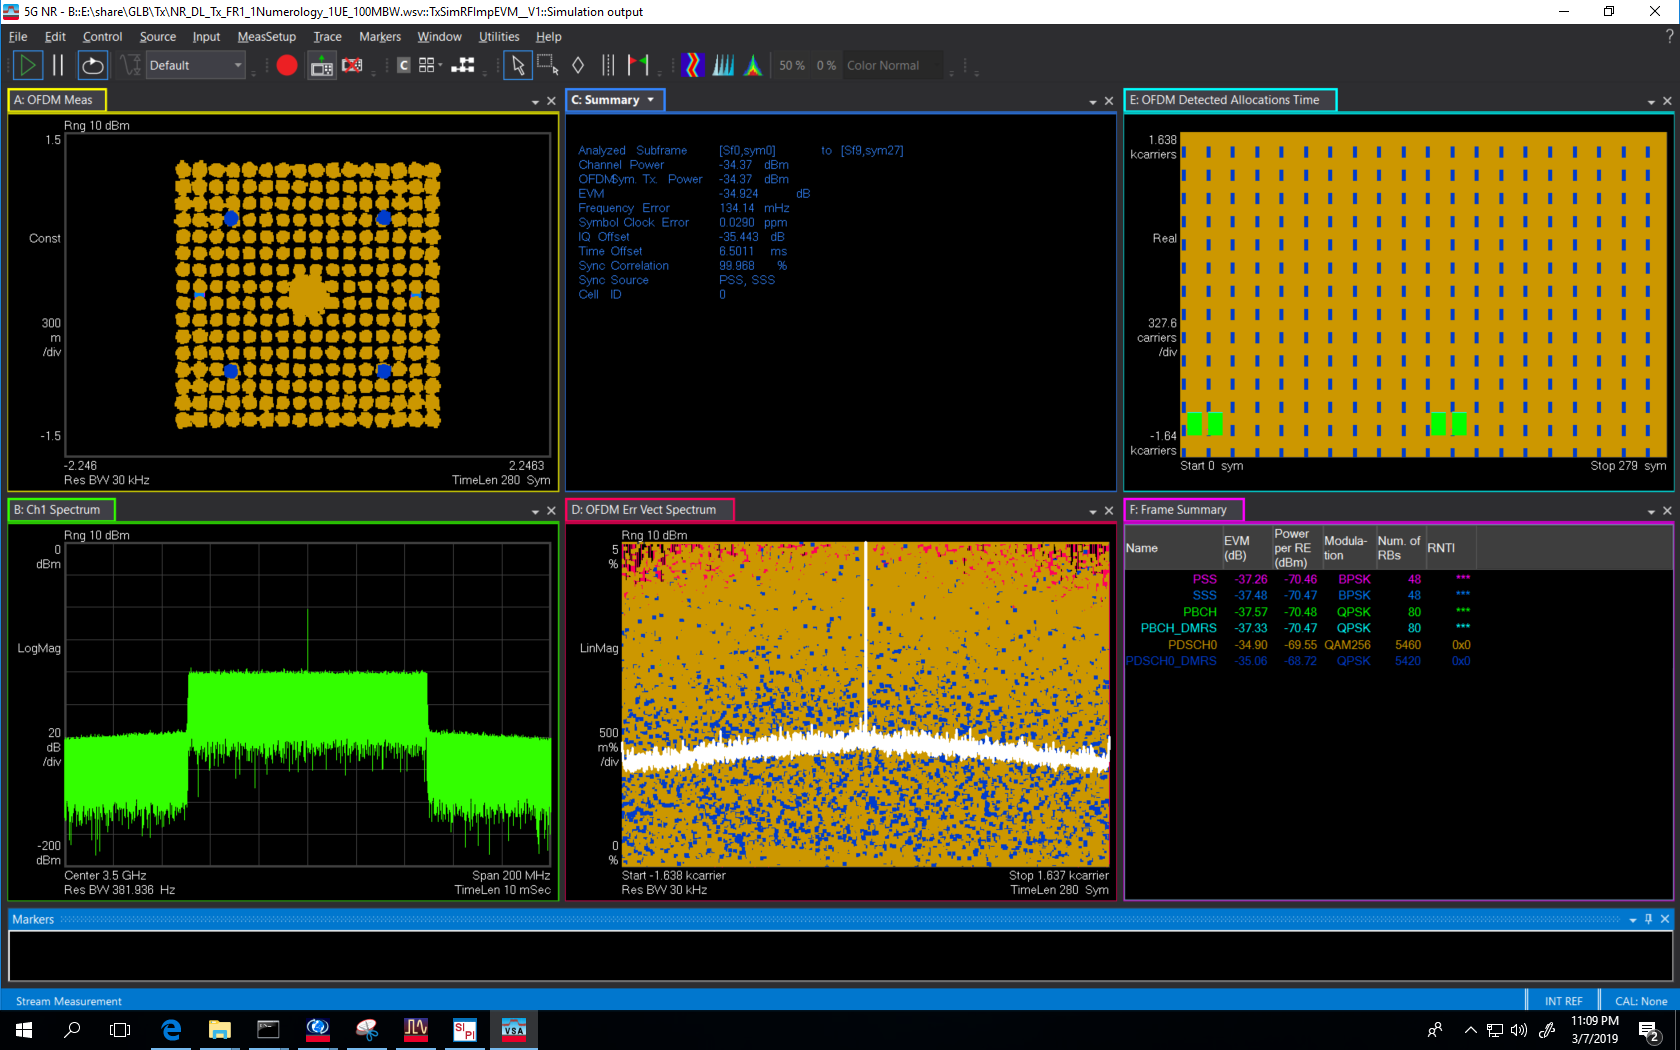 5G NR - B::E:\share\GLB\Tx\NR_DL_Tx_FR1_1Numerology_1UE_100MBW.wsv::TxSimRFImpEVM__V1::Simulation output
File Edit Control Source Input MeasSetup Trace Markers Window Utilities Help ?
Default C 50 % 0 % Color Normal
A: OFDM Meas
Rng 10 dBm
1.5
Const
300
m
/div
-1.5
-2.246 2.2463
Res BW 30 kHz TimeLen 280 Sym
C: Summary
Analyzed Subframe [Sf0,sym0] to [Sf9,sym27]
Channel Power -34.37 dBm
OFDMSym. Tx. Power -34.37 dBm
EVM -34.924 dB
Frequency Error 134.14 mHz
Symbol Clock Error 0.0290 ppm
IQ Offset -35.443 dB
Time Offset 6.5011 ms
Sync Correlation 99.968 %
Sync Source PSS, SSS
Cell ID 0
E: OFDM Detected Allocations Time
1.638
kcarriers
Real
327.6
carriers
/div
-1.64
kcarriers
Start 0 sym Stop 279 sym
B: Ch1 Spectrum
Rng 10 dBm
0
dBm
LogMag
20
dB
/div
-200
dBm
Center 3.5 GHz Span 200 MHz
Res BW 381.936 Hz TimeLen 10 mSec
D: OFDM Err Vect Spectrum
Rng 10 dBm
5
%
LinMag
500
m%
/div
0
%
Start -1.638 kcarrier Stop 1.637 kcarrier
Res BW 30 kHz TimeLen 280 Sym
F: Frame Summary
Name EVM (dB) Power per RE (dBm) Modula-tion Num. of RBs RNTI
PSS -37.26 -70.46 BPSK 48 ***
SSS -37.48 -70.47 BPSK 48 ***
PBCH -37.57 -70.48 QPSK 80 ***
PBCH_DMRS -37.33 -70.47 QPSK 80 ***
PDSCH0 -34.90 -69.55 QAM256 5460 0x0
PDSCH0_DMRS -35.06 -68.72 QPSK 5420 0x0
Markers
Stream Measurement INT REF CAL: None
SI
PI
VSA
11:09 PM
3/7/2019
2